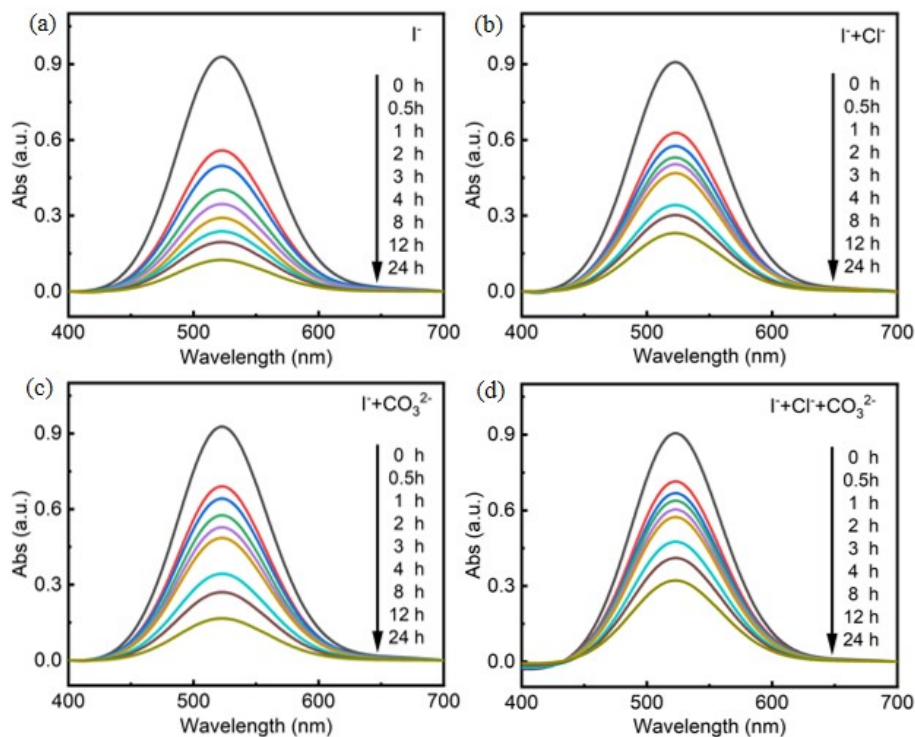 (a)
I⁻
0 h
0.5h
1 h
2 h
3 h
4 h
8 h
12 h
24 h
0.9
0.6
0.3
0.0
Abs (a.u.)
400 500 600 700
Wavelength (nm)
(b)
I⁻+Cl⁻
0 h
0.5h
1 h
2 h
3 h
4 h
8 h
12 h
24 h
0.9
0.6
0.3
0.0
Abs (a.u.)
400 500 600 700
Wavelength (nm)
(c)
I⁻+CO₃²⁻
0 h
0.5h
1 h
2 h
3 h
4 h
8 h
12 h
24 h
0.9
0.6
0.3
0.0
Abs (a.u.)
400 500 600 700
Wavelength (nm)
(d)
I⁻+Cl⁻+CO₃²⁻
0 h
0.5h
1 h
2 h
3 h
4 h
8 h
12 h
24 h
0.9
0.6
0.3
0.0
Abs (a.u.)
400 500 600 700
Wavelength (nm)